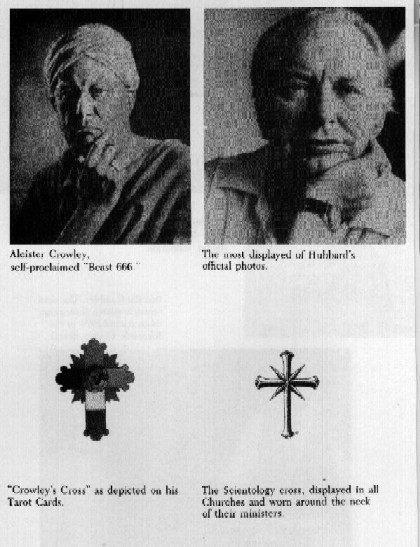 Aleister Crowley,
self-proclaimed "Beast 666."
The most displayed of Hubbard's
official photos.
"Crowley's Cross" as depicted on his
Tarot Cards.
The Scientology cross, displayed in all
Churches and worn around the neck
of their ministers.